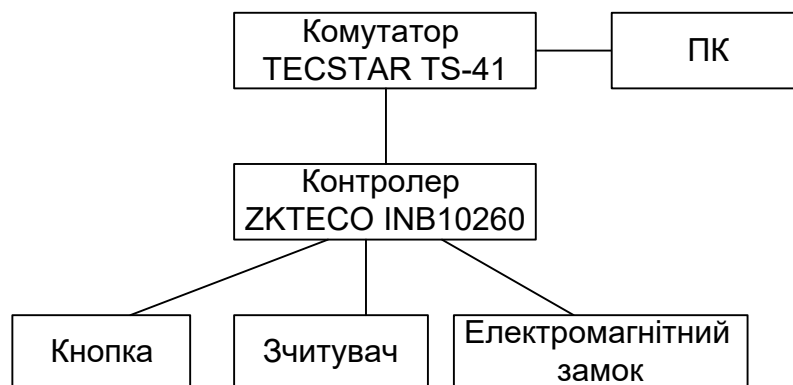 Комутатор
TECSTAR TS-41
ПК
Контролер
ZKTECO INB10260
Кнопка
Зчитувач
Електромагнітний
замок